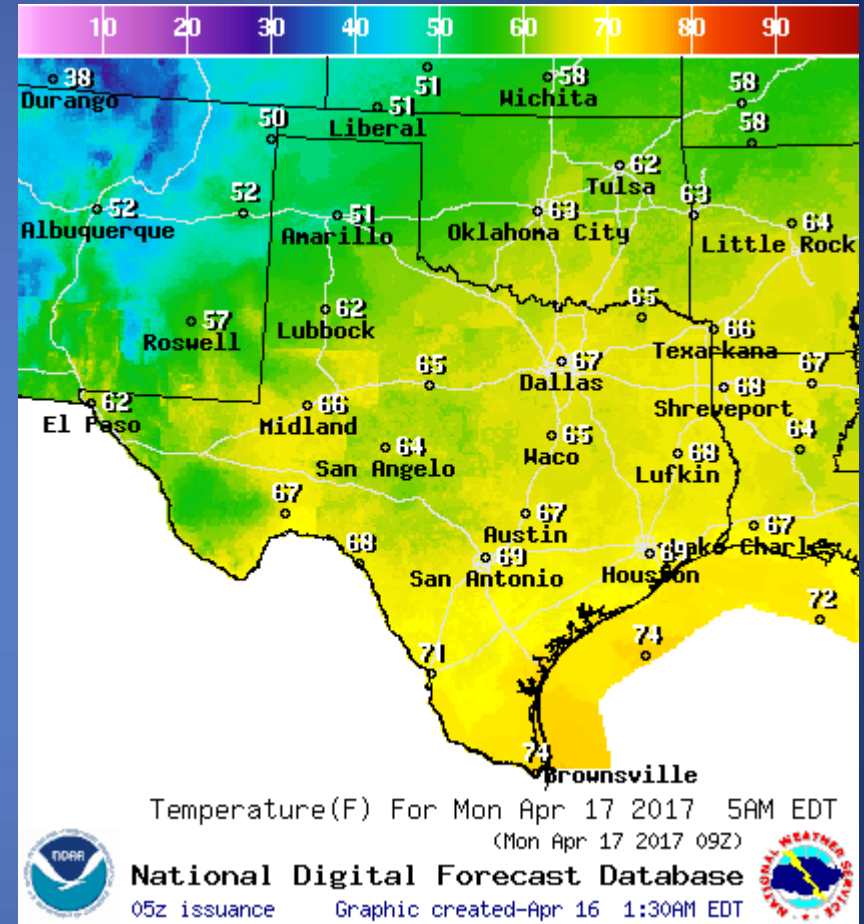 10 20 30 40 50 60 70 80 90
38
Durango
51
58
Wichita
58
51
Liberal
50
58
62
Tulsa
52
Albuquerque
52
51
Amarillo
63
Oklahoma City
63
64
Little Rock
57
Roswell
62
Lubbock
65
66
Texarkana
67
Dallas
65
67
68
Shreveport
62
El Paso
66
Midland
64
San Angelo
65
Waco
68
Lufkin
64
67
67
Austin
67
Lake Charles
68
69
San Antonio
69
Houston
72
74
71
74
Brownsville
Temperature(F) For Mon Apr 17 2017 5AM EDT
(Mon Apr 17 2017 09Z)
NOAA
National Digital Forecast Database
05z issuance Graphic created-Apr 16 1:30AM EDT
NATIONAL WEATHER SERVICE